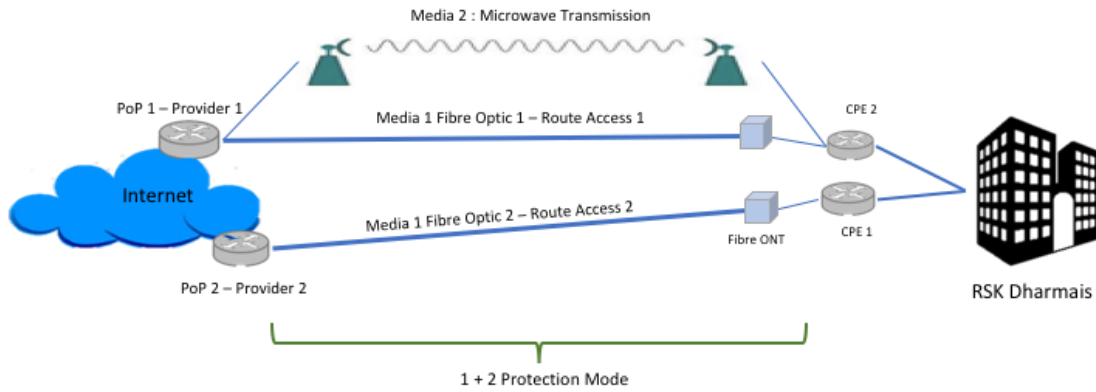 Media 2 : Microwave Transmission
PoP 1 – Provider 1
Media 1 Fibre Optic 1 – Route Access 1
CPE 2
Internet
Media 1 Fibre Optic 2 – Route Access 2
Fibre ONT
CPE 1
PoP 2 – Provider 2
RSK Dharmais
1 + 2 Protection Mode